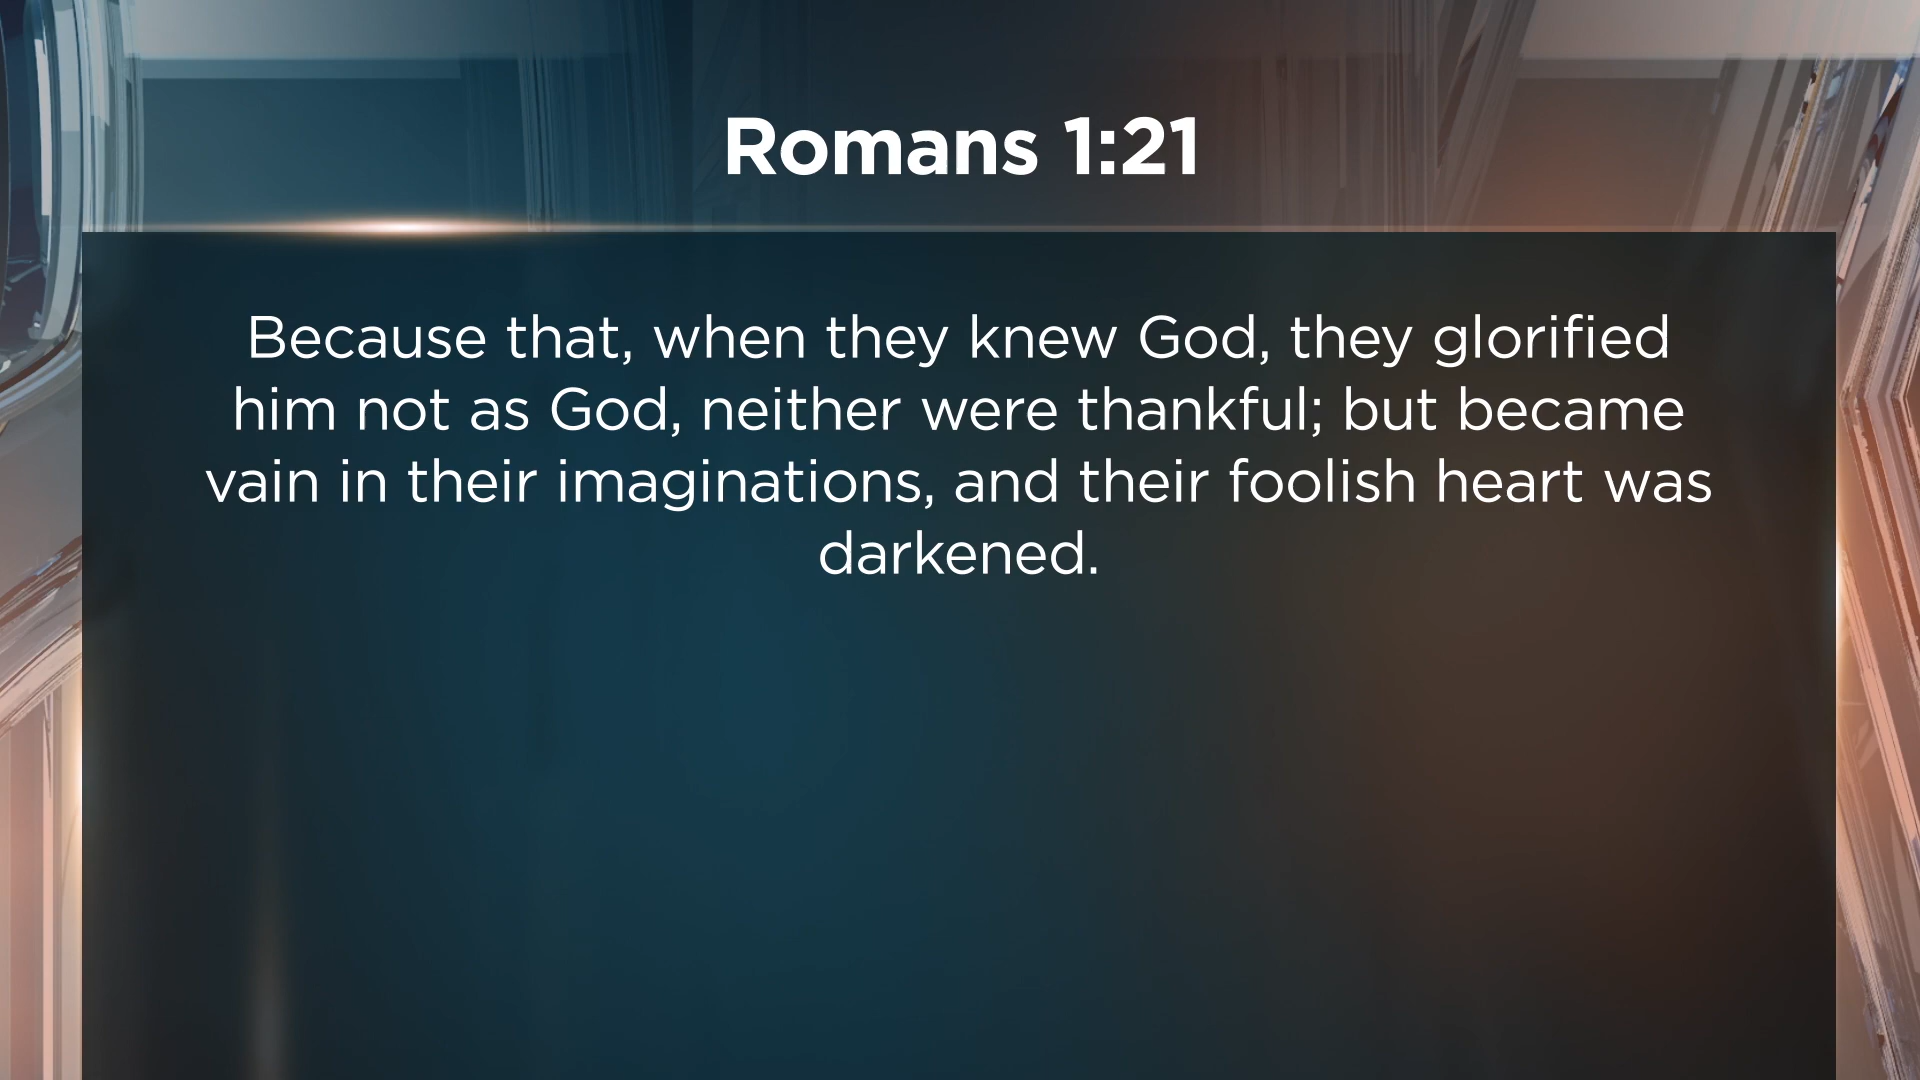 Romans 1:21
Because that, when they knew God, they glorified
him not as God, neither were thankful; but became
vain in their imaginations, and their foolish heart was
darkened.